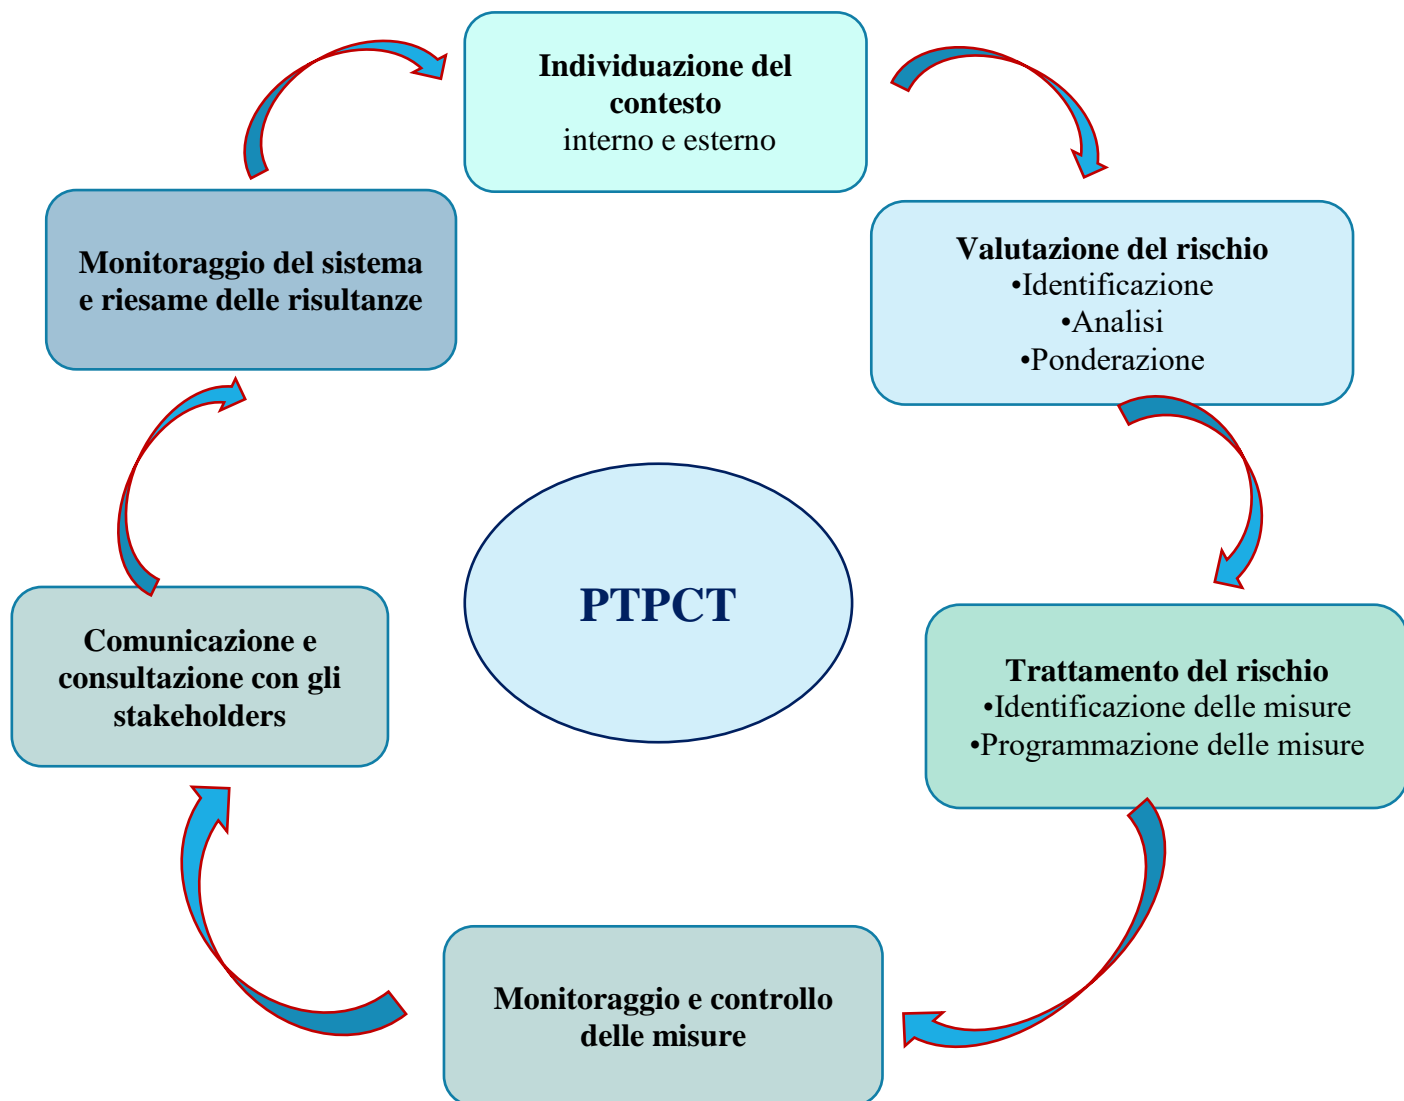 Individuazione del
contesto
interno e esterno
Valutazione del rischio
•Identificazione
•Analisi
•Ponderazione
Trattamento del rischio
•Identificazione delle misure
•Programmazione delle misure
Monitoraggio e controllo
delle misure
Comunicazione e
consultazione con gli
stakeholders
Monitoraggio del sistema
e riesame delle risultanze
PTPCT